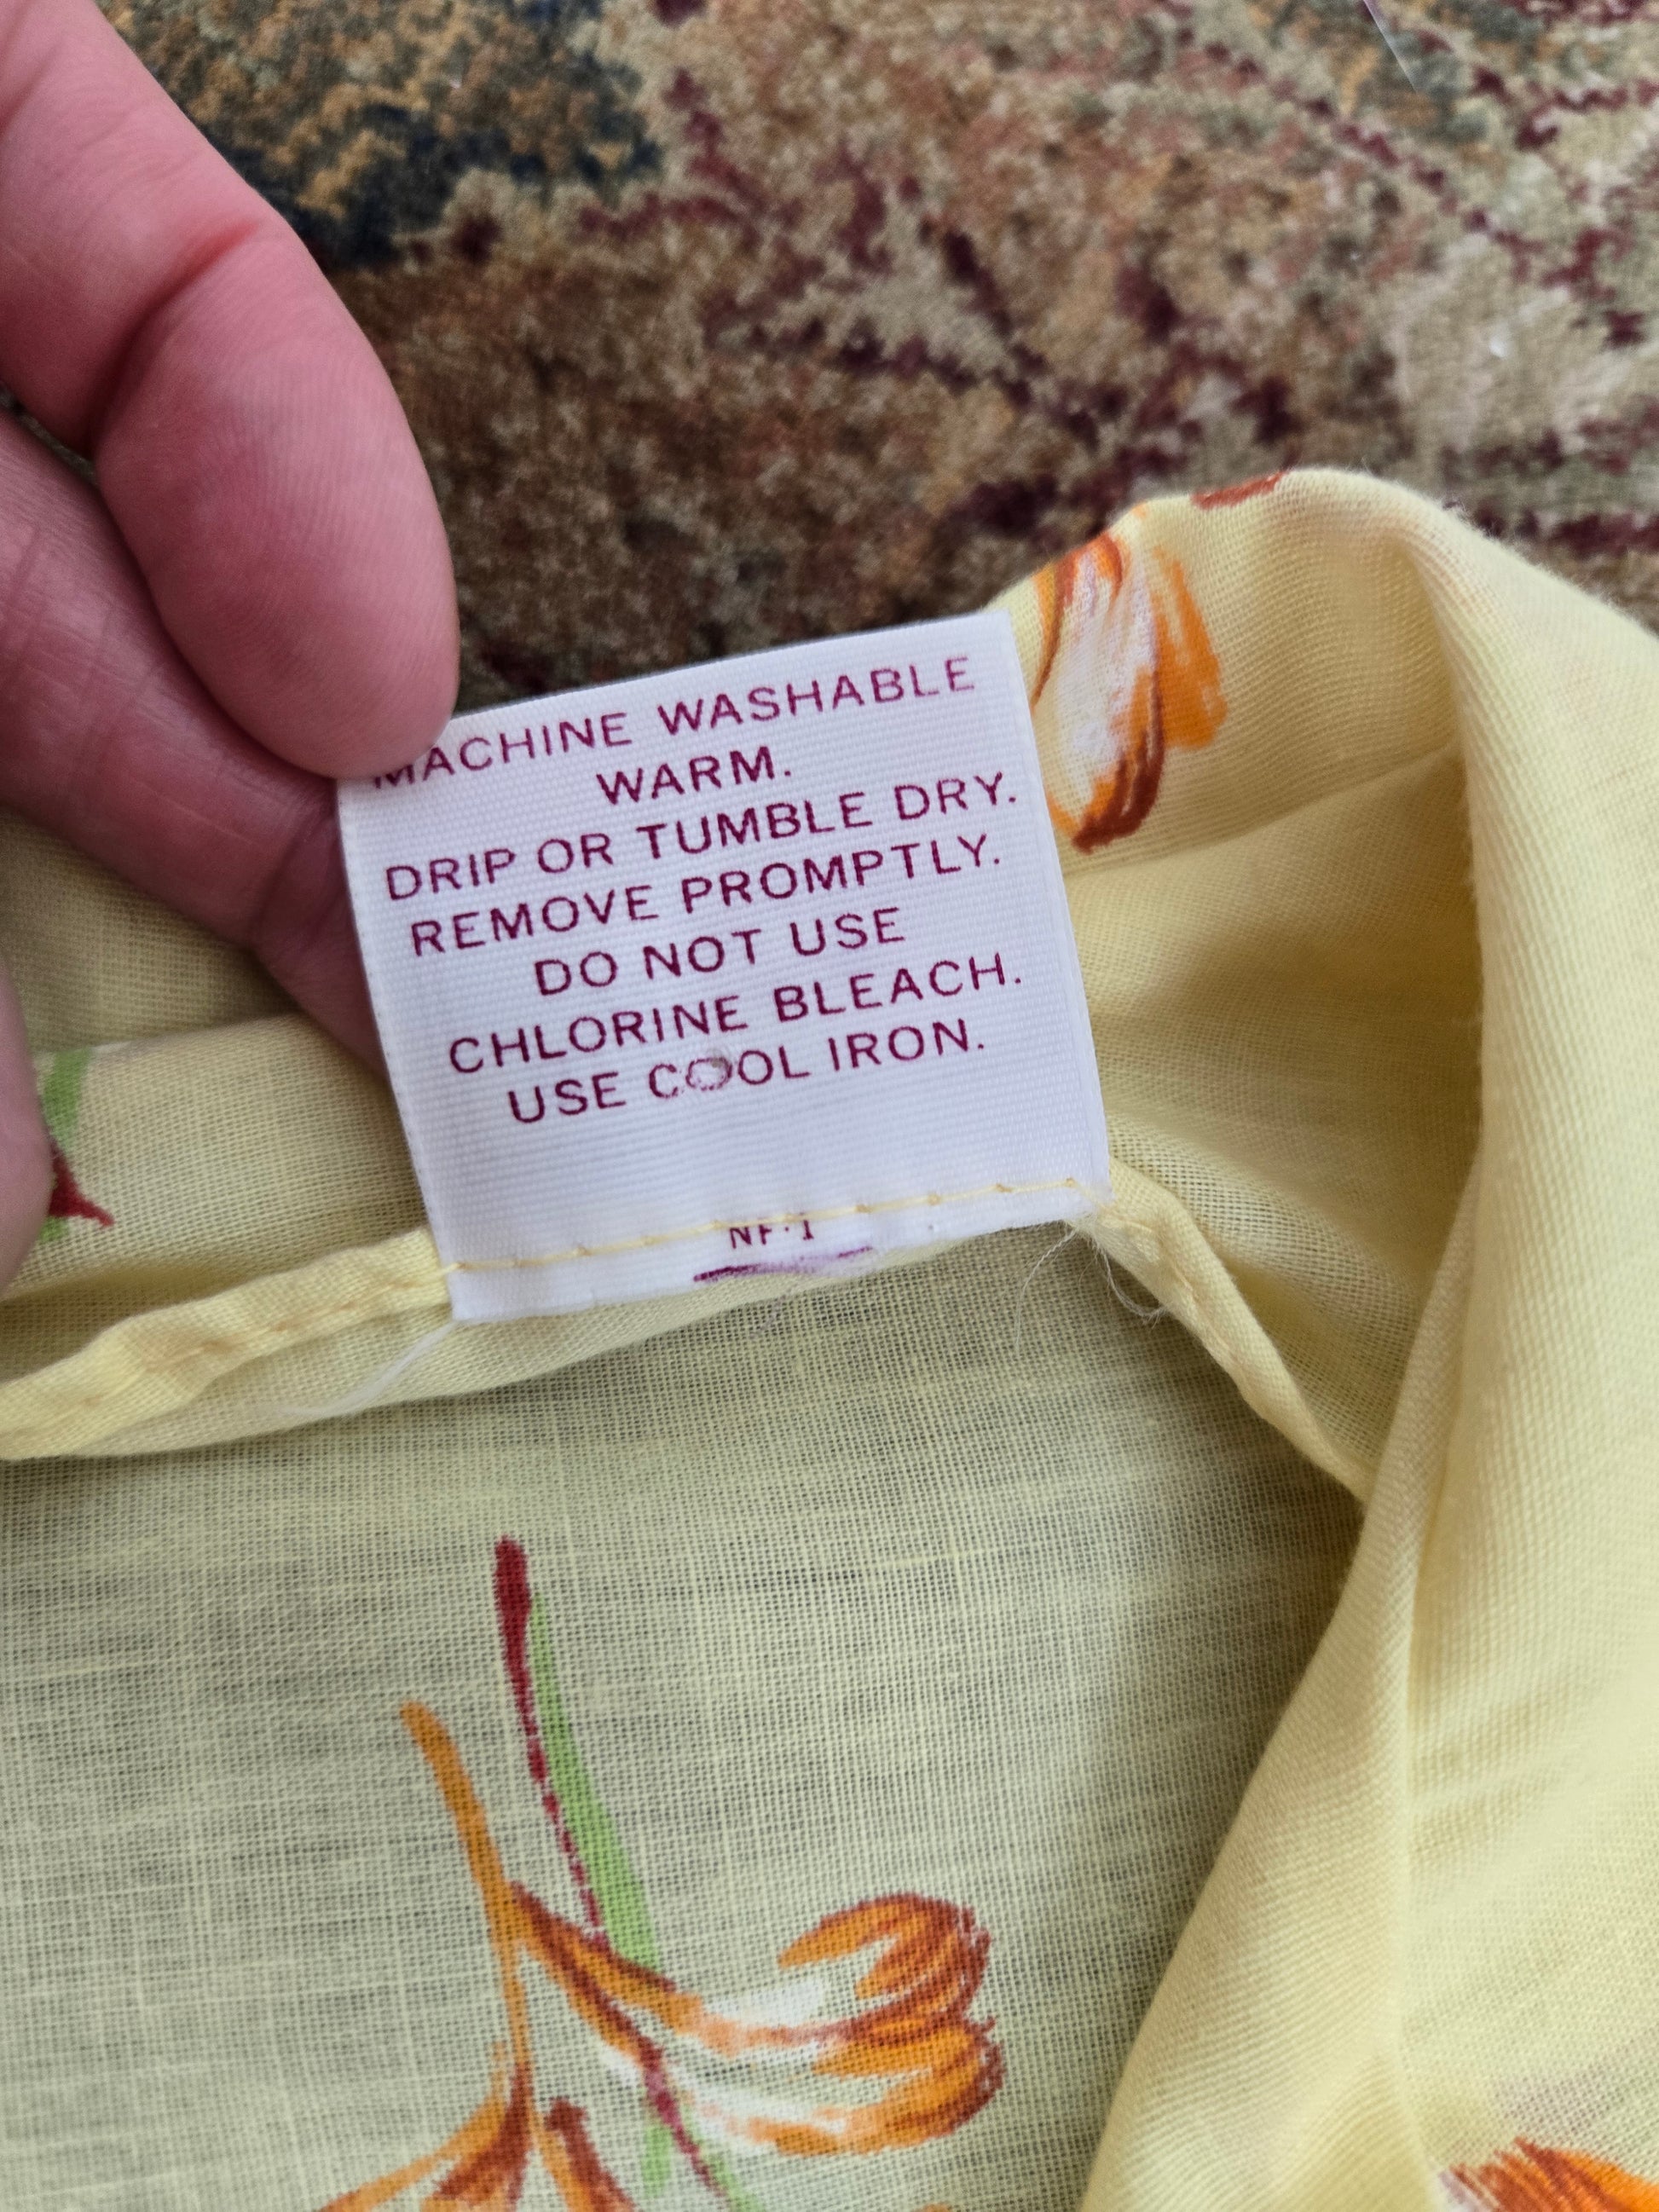 MACHINE WASHABLE
WARM.
DRIP OR TUMBLE DRY.
REMOVE PROMPTLY.
DO NOT USE
CHLORINE BLEACH.
USE COOL IRON.
NF·1